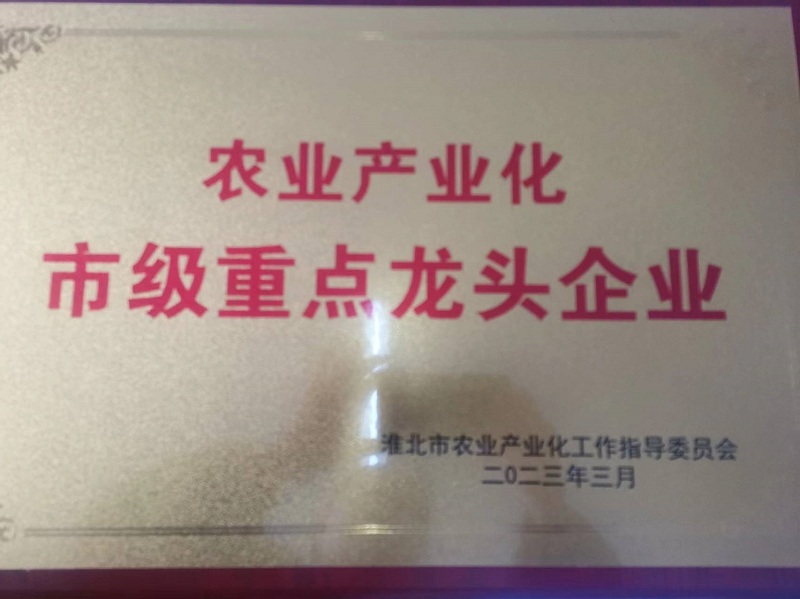 农业产业化
市级重点龙头企业
淮北市农业产业化工作指导委员会
二0二三年三月